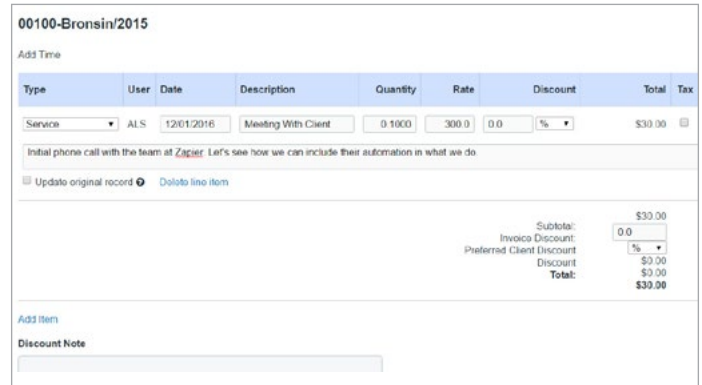 00100-Bronsin/2015
Add Time
Type User Date Description Quantity Rate Discount Total Tax
Service ALS 12/01/2016 Meeting With Client 0.1000 300.0 0.0 % $30.00
Initial phone call with the team at Zapier. Let's see how we can include their automation in what we do.
Update original record Delete line item
Subtotal: $30.00
Invoice Discount: 0.0
Preferred Client Discount %
Discount $0.00
Total: $0.00
$30.00
Add Item
Discount Note